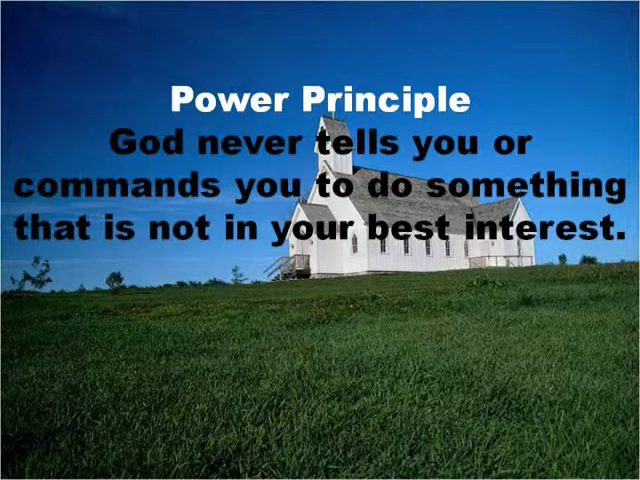 Power Principle
God never tells you or
commands you to do something
that is not in your best interest.